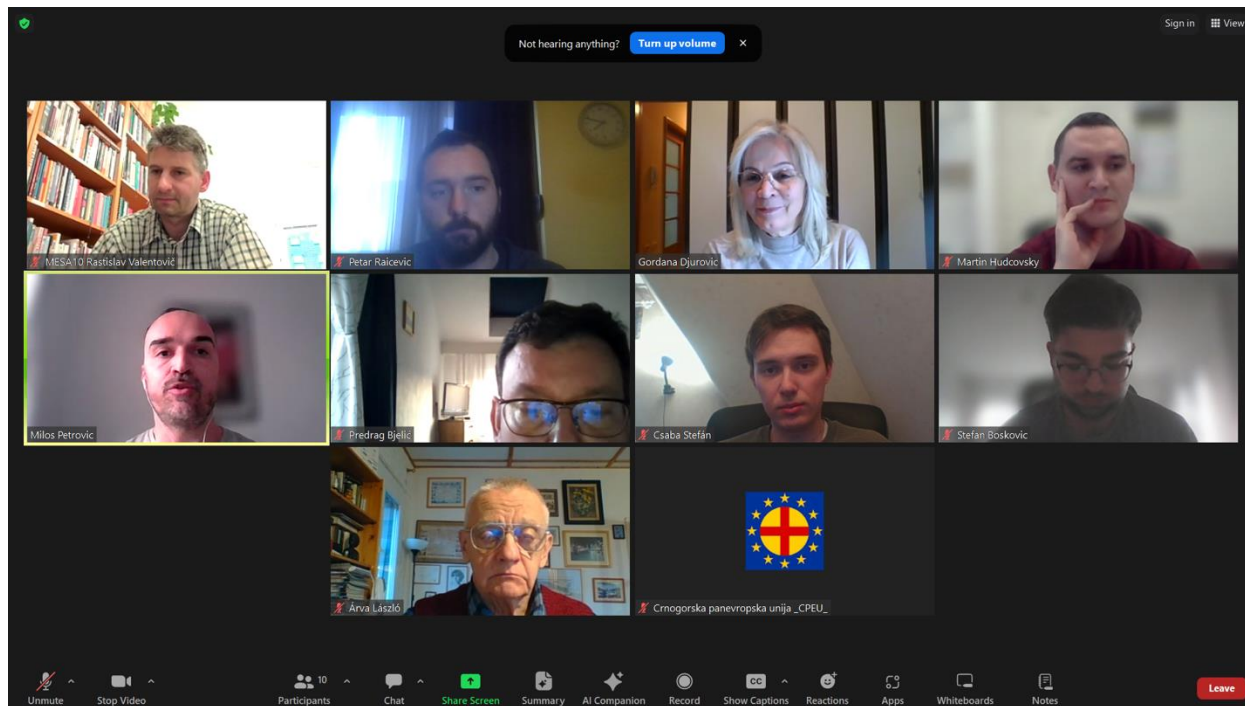 Sign in
View
Not hearing anything? Turn up volume
MESA10 Rastislav Valentovič
Petar Raicevic
Gordana Djurovic
Martin Hudcovsky
Milos Petrovic
Predrag Bjelic
Csaba Stefán
Stefan Boskovic
Árva László
Crnogorska panevropska unija _CPEU_
10
CC
Unmute
Stop Video
Participants
Chat
Share Screen
Summary
AI Companion
Record
Show Captions
Reactions
Apps
Whiteboards
Notes
Leave